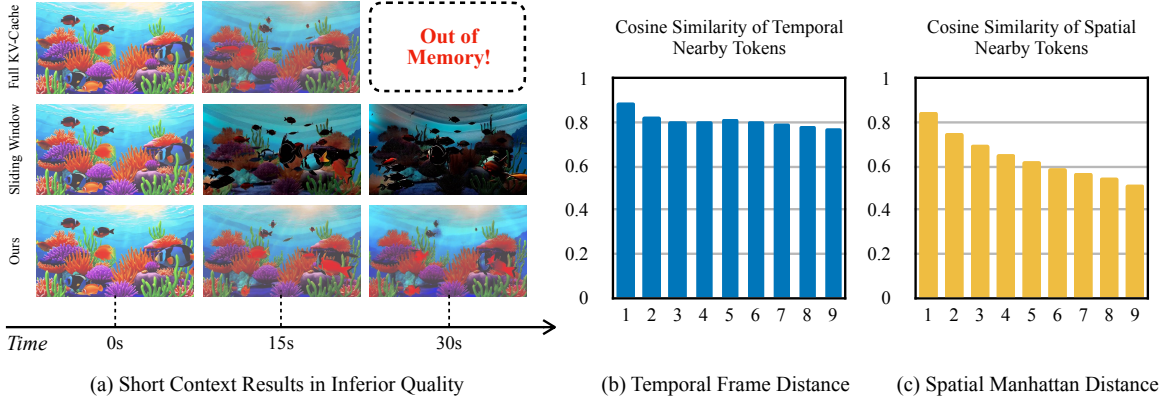 Full KV-Cache
Out of
Memory!
Sliding Window
Ours
Time
0s
15s
30s
(a) Short Context Results in Inferior Quality
Cosine Similarity of Temporal
Nearby Tokens
1
0.8
0.6
0.4
0.2
0
1 2 3 4 5 6 7 8 9
(b) Temporal Frame Distance
Cosine Similarity of Spatial
Nearby Tokens
1
0.8
0.6
0.4
0.2
0
1 2 3 4 5 6 7 8 9
(c) Spatial Manhattan Distance